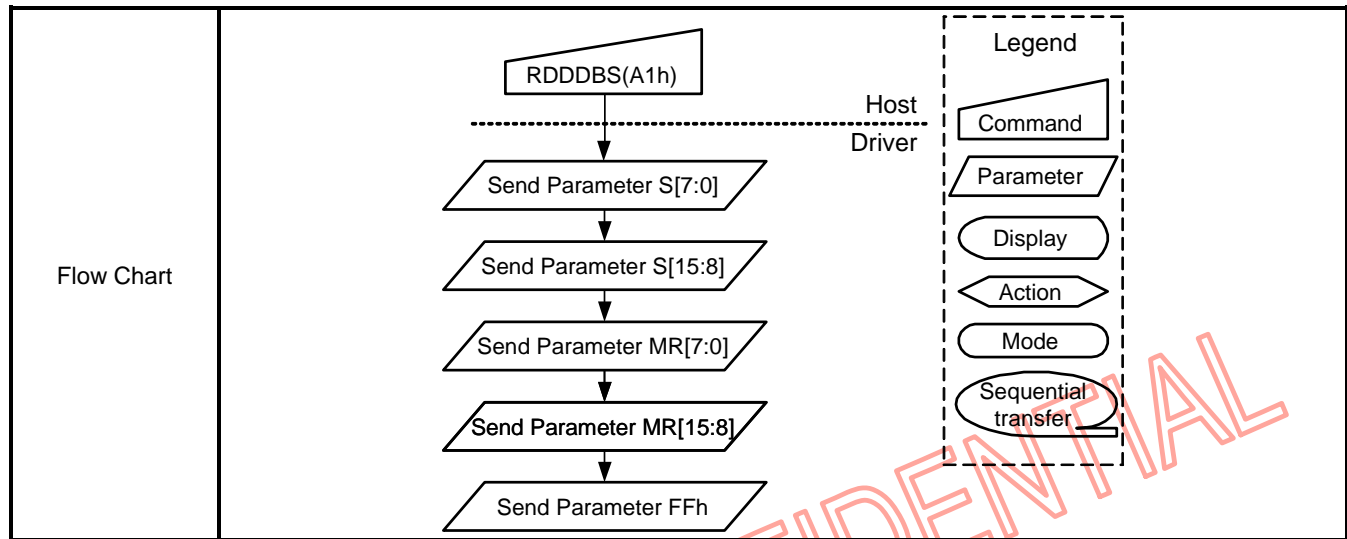 Flow Chart
RDDDBS(A1h)
Host
Driver
Send Parameter S[7:0]
Send Parameter S[15:8]
Send Parameter MR[7:0]
Send Parameter MR[15:8]
Send Parameter FFh
Legend
Command
Parameter
Display
Action
Mode
Sequential
transfer
FIDENTIAL